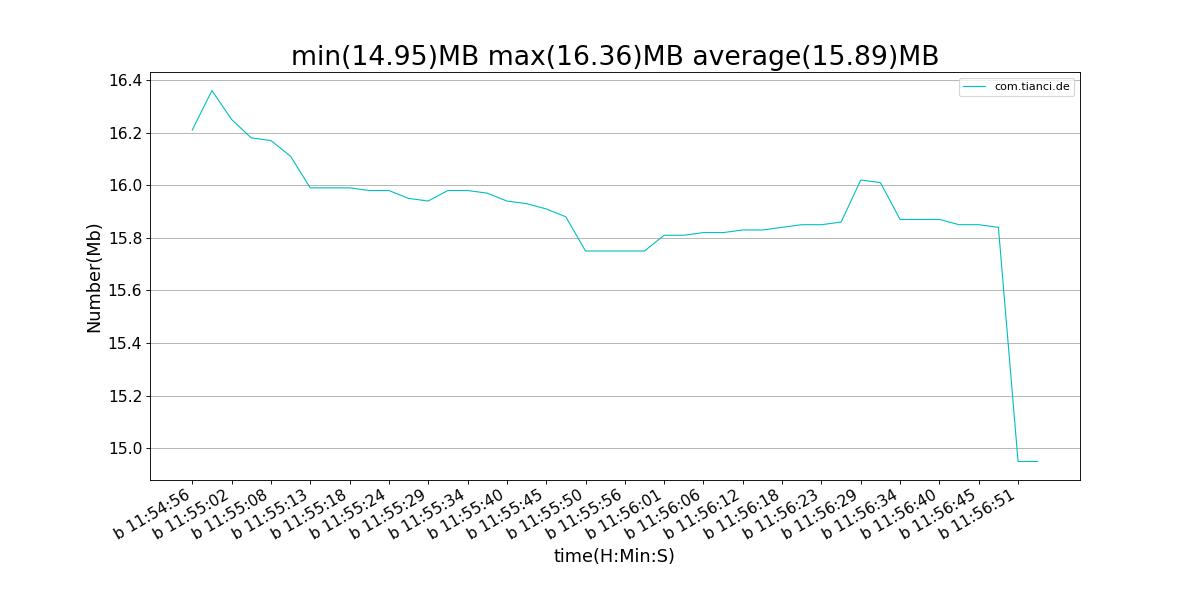 min(14.95)MB max(16.36)MB average(15.89)MB
com.tianci.de
16.4
16.2
16.0
15.8
15.6
15.4
15.2
15.0
Number(Mb)
b 11:54:56
b 11:55:02
b 11:55:08
b 11:55:13
b 11:55:18
b 11:55:24
b 11:55:29
b 11:55:34
b 11:55:40
b 11:55:45
b 11:55:50
b 11:55:56
b 11:56:01
b 11:56:06
b 11:56:12
b 11:56:18
b 11:56:23
b 11:56:29
b 11:56:34
b 11:56:40
b 11:56:45
b 11:56:51
time(H:Min:S)